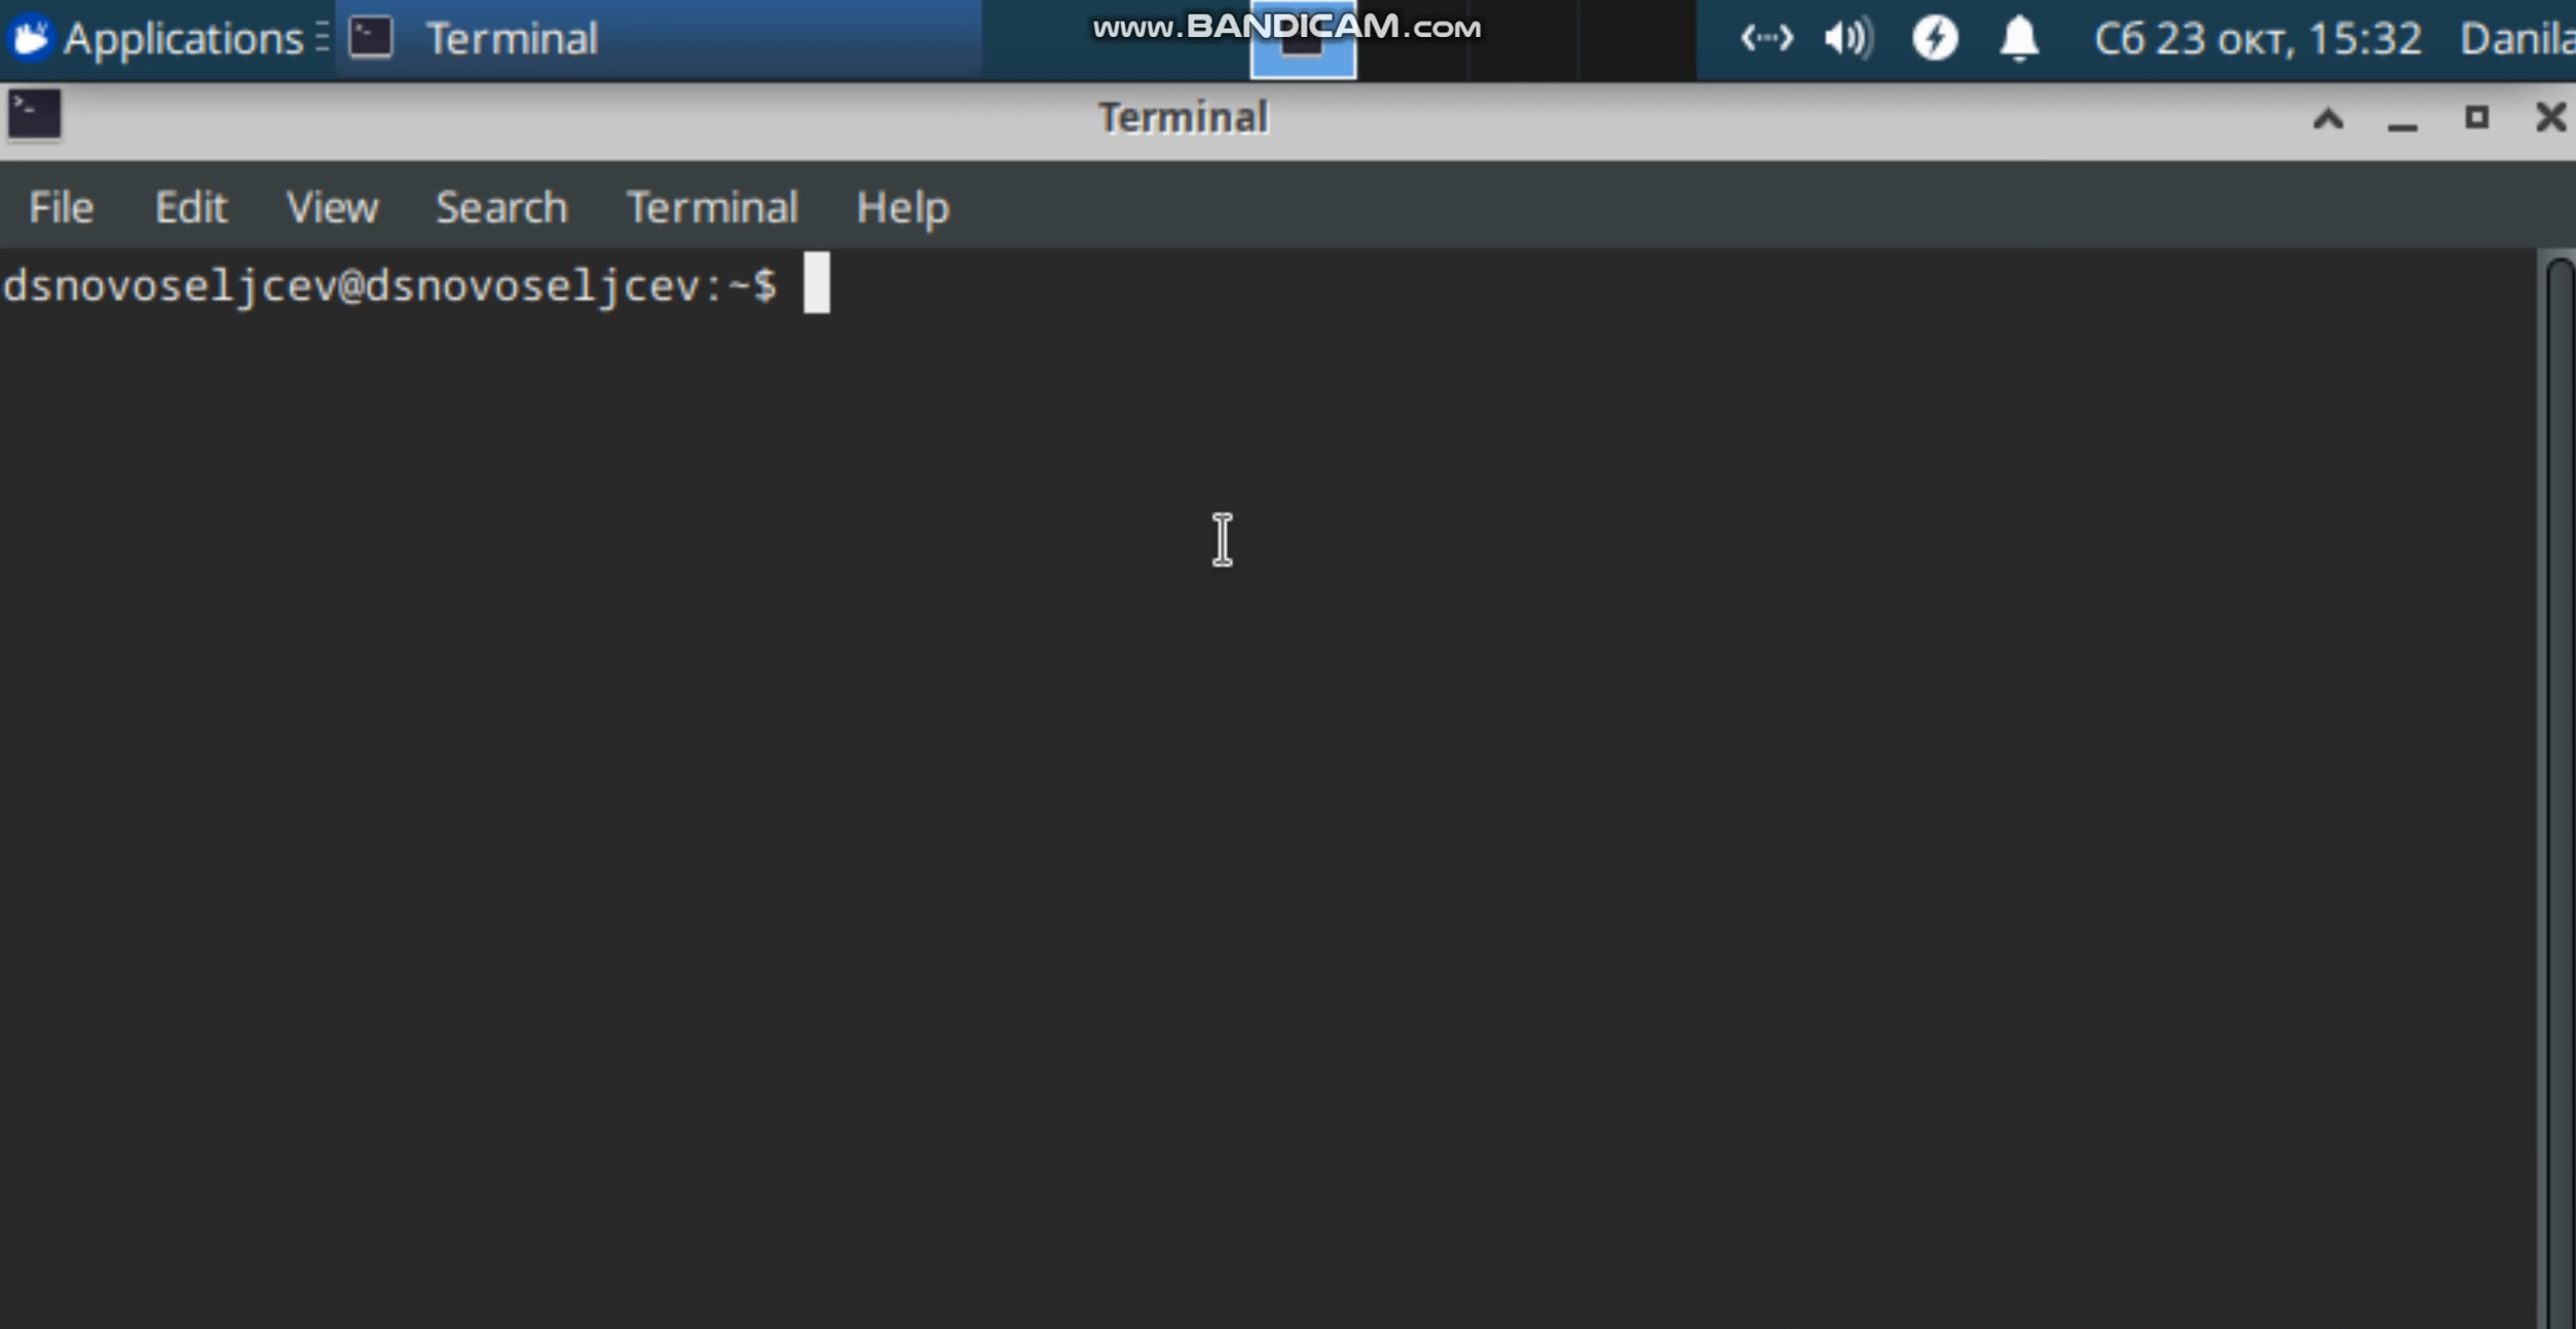 Applications Terminal www.BANDICAM.com Сб 23 окт, 15:32 Danila
Terminal
File Edit View Search Terminal Help
dsnovoseljcev@dsnovoseljcev:~$